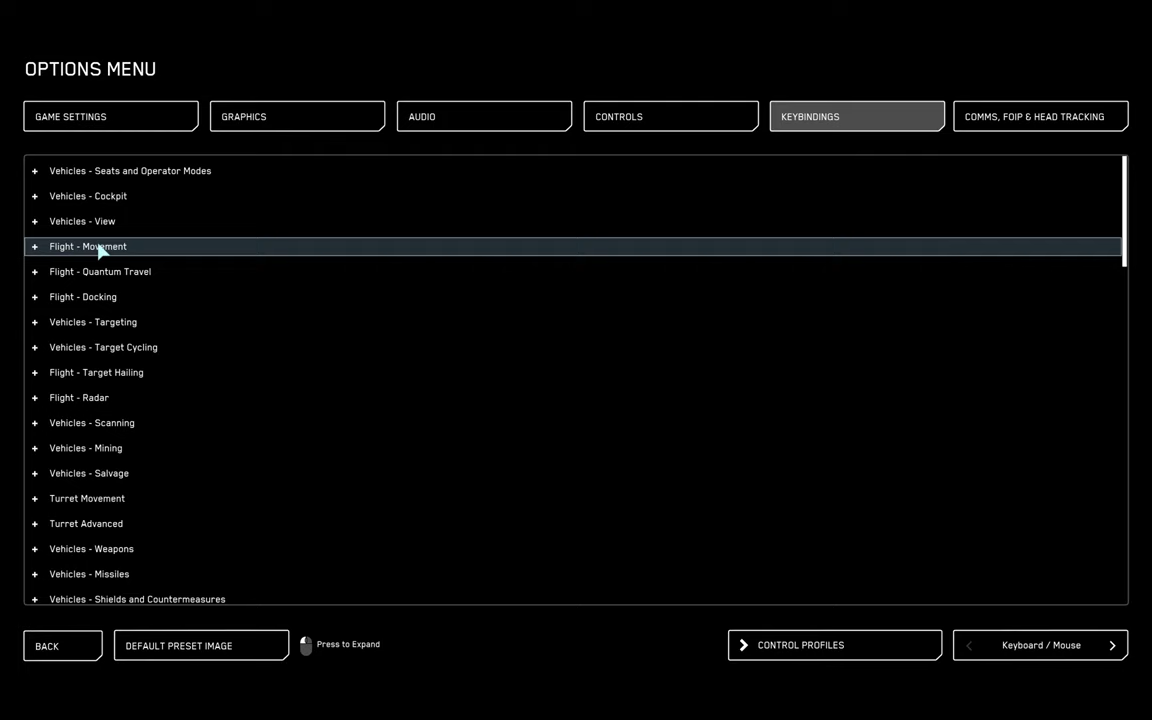 OPTIONS MENU
GAME SETTINGS
GRAPHICS
AUDIO
CONTROLS
KEYBINDINGS
COMMS, FOIP & HEAD TRACKING
+ Vehicles - Seats and Operator Modes
+ Vehicles - Cockpit
+ Vehicles - View
+ Flight - Movement
+ Flight - Quantum Travel
+ Flight - Docking
+ Vehicles - Targeting
+ Vehicles - Target Cycling
+ Flight - Target Hailing
+ Flight - Radar
+ Vehicles - Scanning
+ Vehicles - Mining
+ Vehicles - Salvage
+ Turret Movement
+ Turret Advanced
+ Vehicles - Weapons
+ Vehicles - Missiles
+ Vehicles - Shields and Countermeasures
BACK
DEFAULT PRESET IMAGE
Press to Expand
CONTROL PROFILES
Keyboard / Mouse